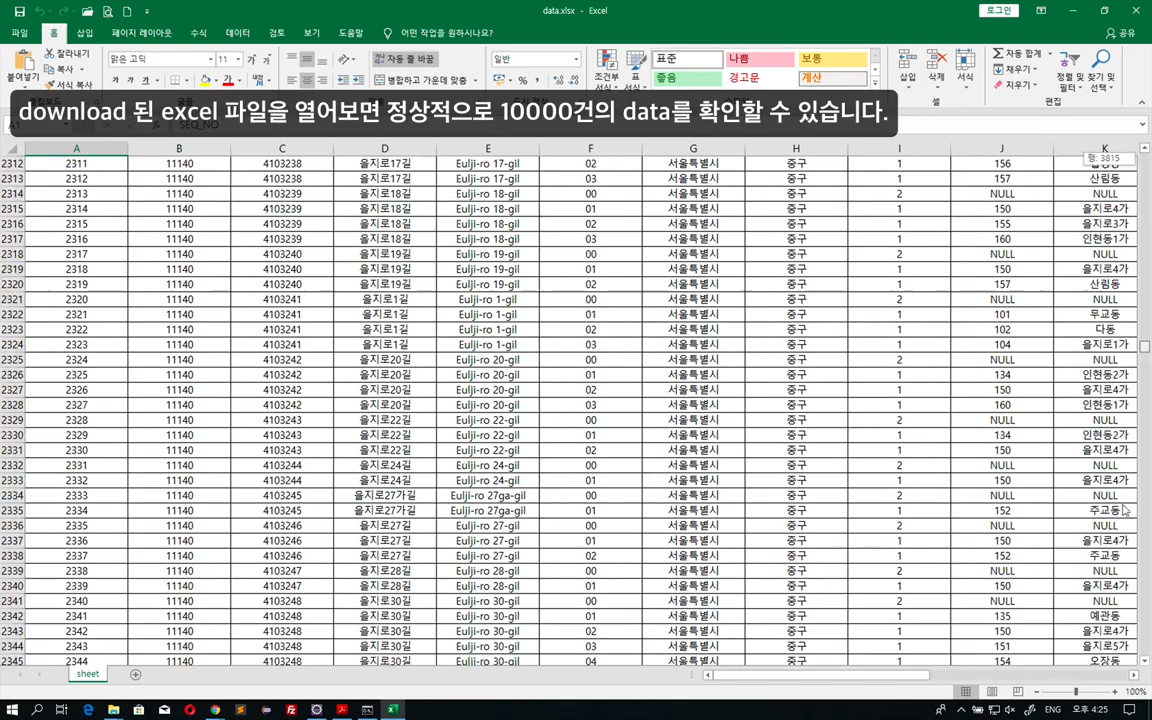 data.xlsx - Excel
로그인
파일 홈 삽입 페이지 레이아웃 수식 데이터 검토 보기 도움말 어떤 작업을 원하시나요? 공유
잘라내기 맑은 고딕 11 자동 줄 바꿈 일반 표준 나쁨 보통 자동 합계
붙여넣기 복사 병합하고 가운데 맞춤 조건부 표 좋음 경고문 계산 삽입 삭제 서식 채우기 정렬 및 찾기 및
서식 복사 지우기 필터 선택
셀 편집
download 된 excel 파일을 열어보면 정상적으로 10000건의 data를 확인할 수 있습니다.
A B C D E F G H I J K
행: 3815
2312 2311 11140 4103238 을지로17길 Eulji-ro 17-gil 02 서울특별시 중구 1 156
2313 2312 11140 4103238 을지로17길 Eulji-ro 17-gil 03 서울특별시 중구 1 157 산림동
2314 2313 11140 4103239 을지로18길 Eulji-ro 18-gil 00 서울특별시 중구 2 NULL NULL
2315 2314 11140 4103239 을지로18길 Eulji-ro 18-gil 01 서울특별시 중구 1 150 을지로4가
2316 2315 11140 4103239 을지로18길 Eulji-ro 18-gil 02 서울특별시 중구 1 155 을지로3가
2317 2316 11140 4103239 을지로18길 Eulji-ro 18-gil 03 서울특별시 중구 1 160 인현동1가
2318 2317 11140 4103240 을지로19길 Eulji-ro 19-gil 00 서울특별시 중구 2 NULL NULL
2319 2318 11140 4103240 을지로19길 Eulji-ro 19-gil 01 서울특별시 중구 1 150 을지로4가
2320 2319 11140 4103240 을지로19길 Eulji-ro 19-gil 02 서울특별시 중구 1 157 산림동
2321 2320 11140 4103241 을지로1길 Eulji-ro 1-gil 00 서울특별시 중구 2 NULL NULL
2322 2321 11140 4103241 을지로1길 Eulji-ro 1-gil 01 서울특별시 중구 1 101 무교동
2323 2322 11140 4103241 을지로1길 Eulji-ro 1-gil 02 서울특별시 중구 1 102 다동
2324 2323 11140 4103241 을지로1길 Eulji-ro 1-gil 03 서울특별시 중구 1 104 을지로1가
2325 2324 11140 4103242 을지로20길 Eulji-ro 20-gil 00 서울특별시 중구 2 NULL NULL
2326 2325 11140 4103242 을지로20길 Eulji-ro 20-gil 01 서울특별시 중구 1 134 인현동2가
2327 2326 11140 4103242 을지로20길 Eulji-ro 20-gil 02 서울특별시 중구 1 150 을지로4가
2328 2327 11140 4103242 을지로20길 Eulji-ro 20-gil 03 서울특별시 중구 1 160 인현동1가
2329 2328 11140 4103243 을지로22길 Eulji-ro 22-gil 00 서울특별시 중구 2 NULL NULL
2330 2329 11140 4103243 을지로22길 Eulji-ro 22-gil 01 서울특별시 중구 1 134 인현동2가
2331 2330 11140 4103243 을지로22길 Eulji-ro 22-gil 02 서울특별시 중구 1 150 을지로4가
2332 2331 11140 4103244 을지로24길 Eulji-ro 24-gil 00 서울특별시 중구 2 NULL NULL
2333 2332 11140 4103244 을지로24길 Eulji-ro 24-gil 01 서울특별시 중구 1 150 을지로4가
2334 2333 11140 4103245 을지로27가길 Eulji-ro 27ga-gil 00 서울특별시 중구 2 NULL NULL
2335 2334 11140 4103245 을지로27가길 Eulji-ro 27ga-gil 01 서울특별시 중구 1 152 주교동
2336 2335 11140 4103246 을지로27길 Eulji-ro 27-gil 00 서울특별시 중구 2 NULL NULL
2337 2336 11140 4103246 을지로27길 Eulji-ro 27-gil 01 서울특별시 중구 1 150 을지로4가
2338 2337 11140 4103246 을지로27길 Eulji-ro 27-gil 02 서울특별시 중구 1 152 주교동
2339 2338 11140 4103247 을지로28길 Eulji-ro 28-gil 00 서울특별시 중구 2 NULL NULL
2340 2339 11140 4103247 을지로28길 Eulji-ro 28-gil 01 서울특별시 중구 1 150 을지로4가
2341 2340 11140 4103248 을지로30길 Eulji-ro 30-gil 00 서울특별시 중구 2 NULL NULL
2342 2341 11140 4103248 을지로30길 Eulji-ro 30-gil 01 서울특별시 중구 1 135 예관동
2343 2342 11140 4103248 을지로30길 Eulji-ro 30-gil 02 서울특별시 중구 1 150 을지로4가
2344 2343 11140 4103248 을지로30길 Eulji-ro 30-gil 03 서울특별시 중구 1 151 을지로5가
2345 2344 11140 4103248 을지로30길 Eulji-ro 30-gil 04 서울특별시 중구 1 154 오장동
sheet
100%
ENG 오후 4:25